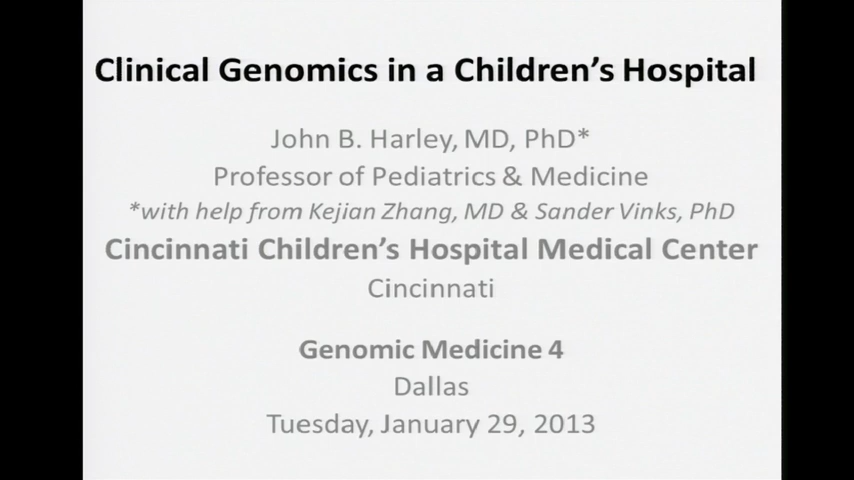 Clinical Genomics in a Children's Hospital
John B. Harley, MD, PhD*
Professor of Pediatrics & Medicine
*with help from Kejian Zhang, MD & Sander Vinks, PhD
Cincinnati Children's Hospital Medical Center
Cincinnati
Genomic Medicine 4
Dallas
Tuesday, January 29, 2013